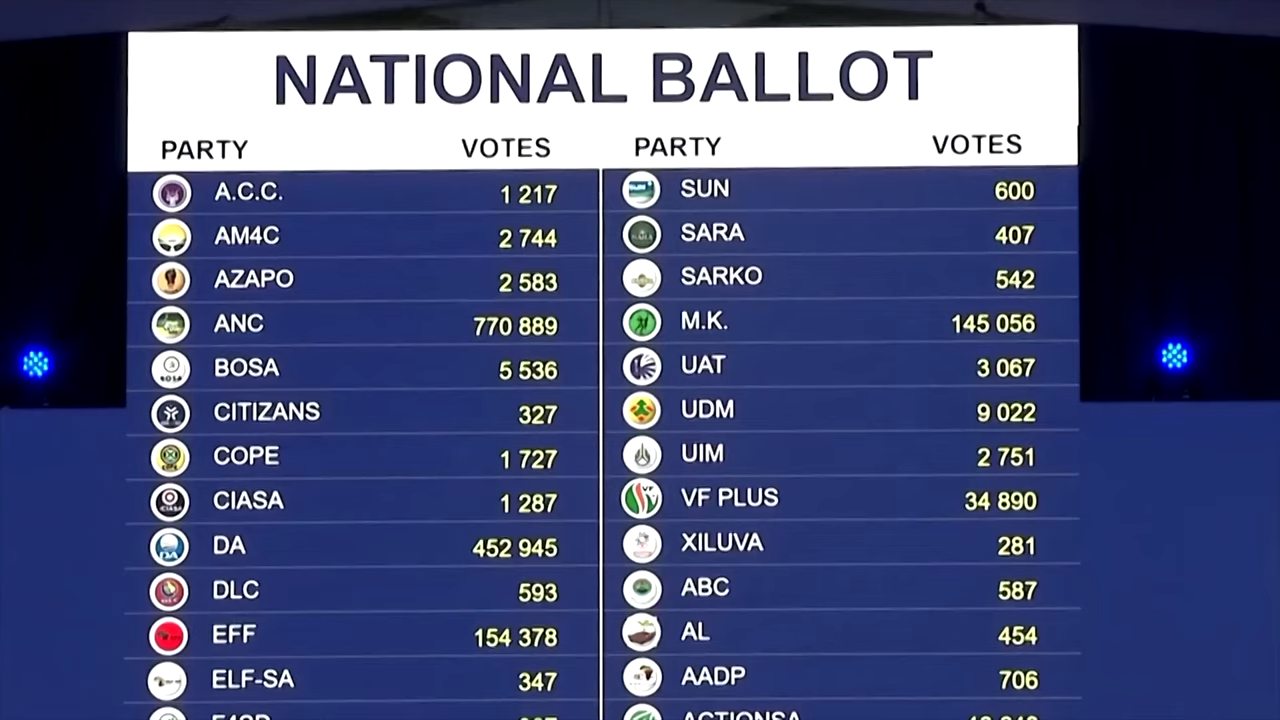 NATIONAL BALLOT
PARTY VOTES
A.C.C. 1 217
AM4C 2 744
AZAPO 2 583
ANC 770 889
BOSA 5 536
CITIZANS 327
COPE 1 727
CIASA 1 287
DA 452 945
DLC 593
EFF 154 378
ELF-SA 347
PARTY VOTES
SUN 600
SARA 407
SARKO 542
M.K. 145 056
UAT 3 067
UDM 9 022
UIM 2 751
VF PLUS 34 890
XILUVA 281
ABC 587
AL 454
AADP 706
ACTIONSA